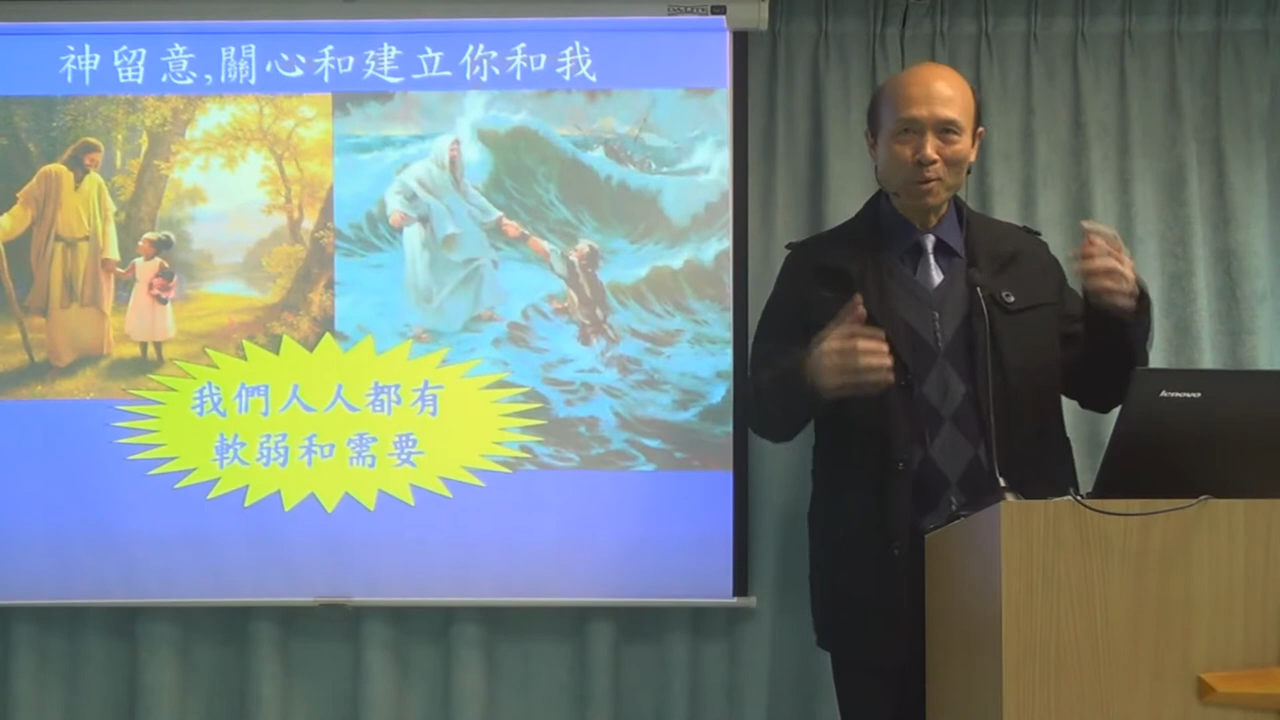 神留意,關心和建立你和我
我們人人都有
軟弱和需要
lenovo